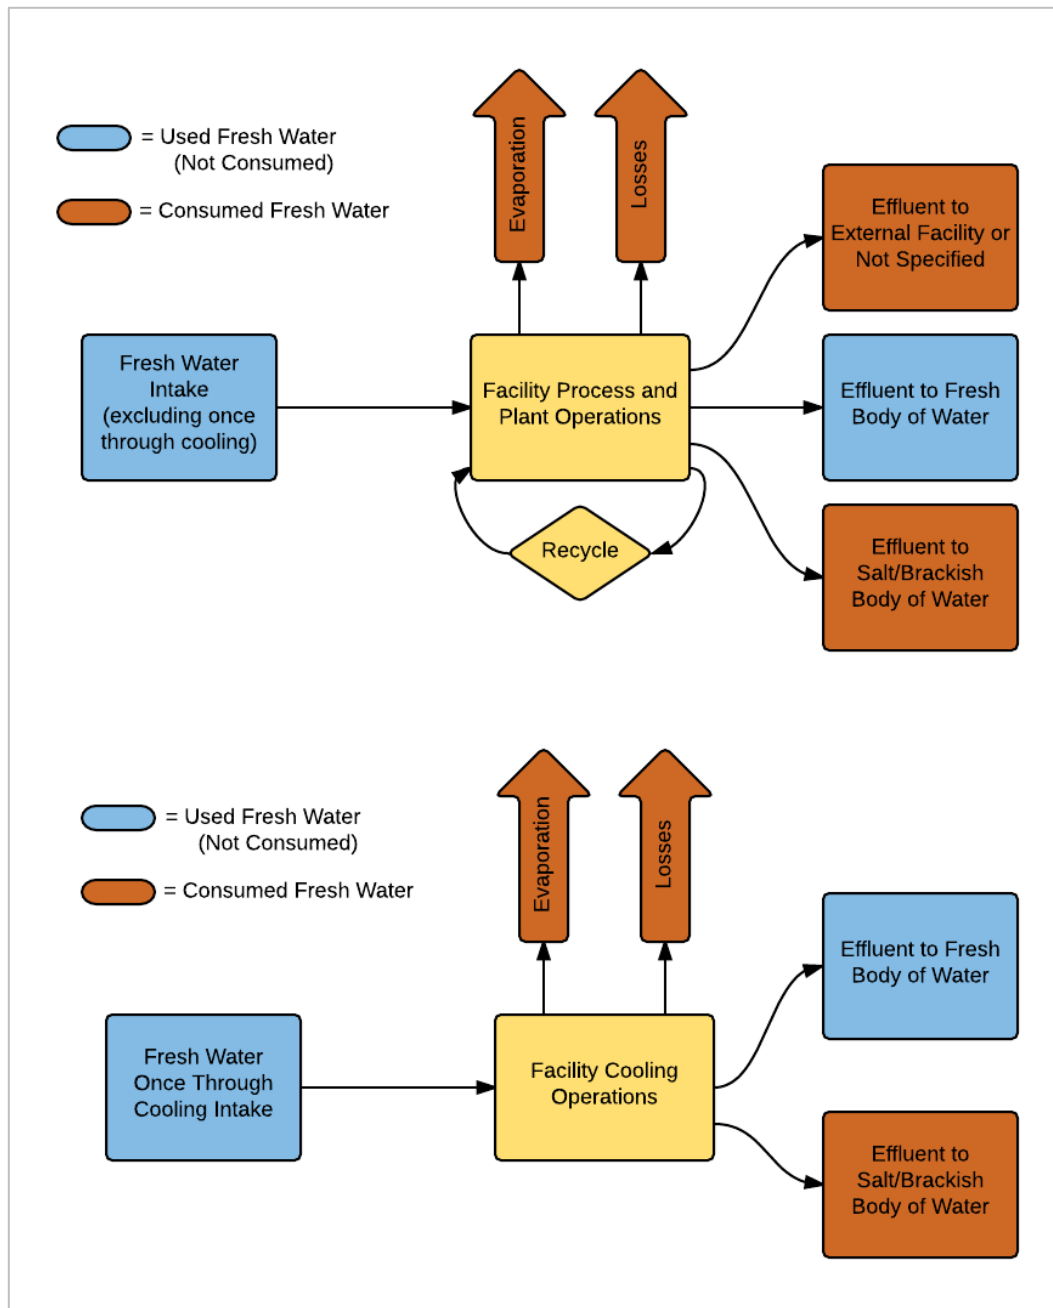 = Used Fresh Water
(Not Consumed)
= Consumed Fresh Water
Evaporation
Losses
Effluent to
External Facility or
Not Specified
Fresh Water
Intake
(excluding once
through cooling)
Facility Process and
Plant Operations
Effluent to Fresh
Body of Water
Recycle
Effluent to
Salt/Brackish
Body of Water
= Used Fresh Water
(Not Consumed)
= Consumed Fresh Water
Evaporation
Losses
Effluent to Fresh
Body of Water
Fresh Water
Once Through
Cooling Intake
Facility Cooling
Operations
Effluent to
Salt/Brackish
Body of Water